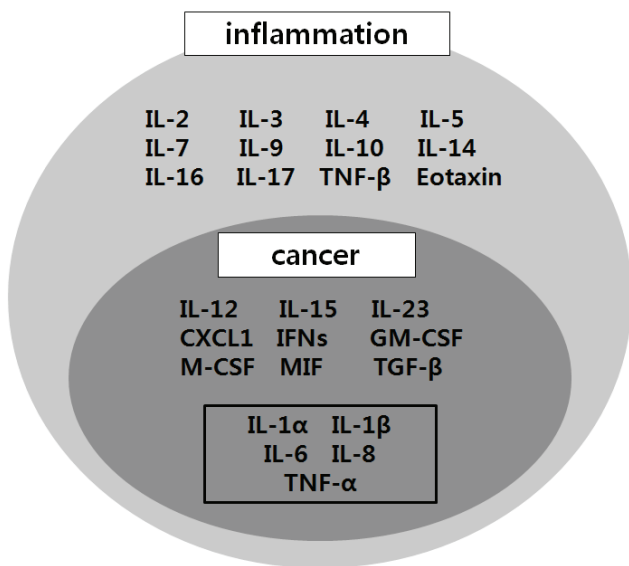 inflammation
IL-2 IL-3 IL-4 IL-5
IL-7 IL-9 IL-10 IL-14
IL-16 IL-17 TNF-β Eotaxin
cancer
IL-12 IL-15 IL-23
CXCL1 IFNs GM-CSF
M-CSF MIF TGF-β
IL-1α IL-1β
IL-6 IL-8
TNF-α